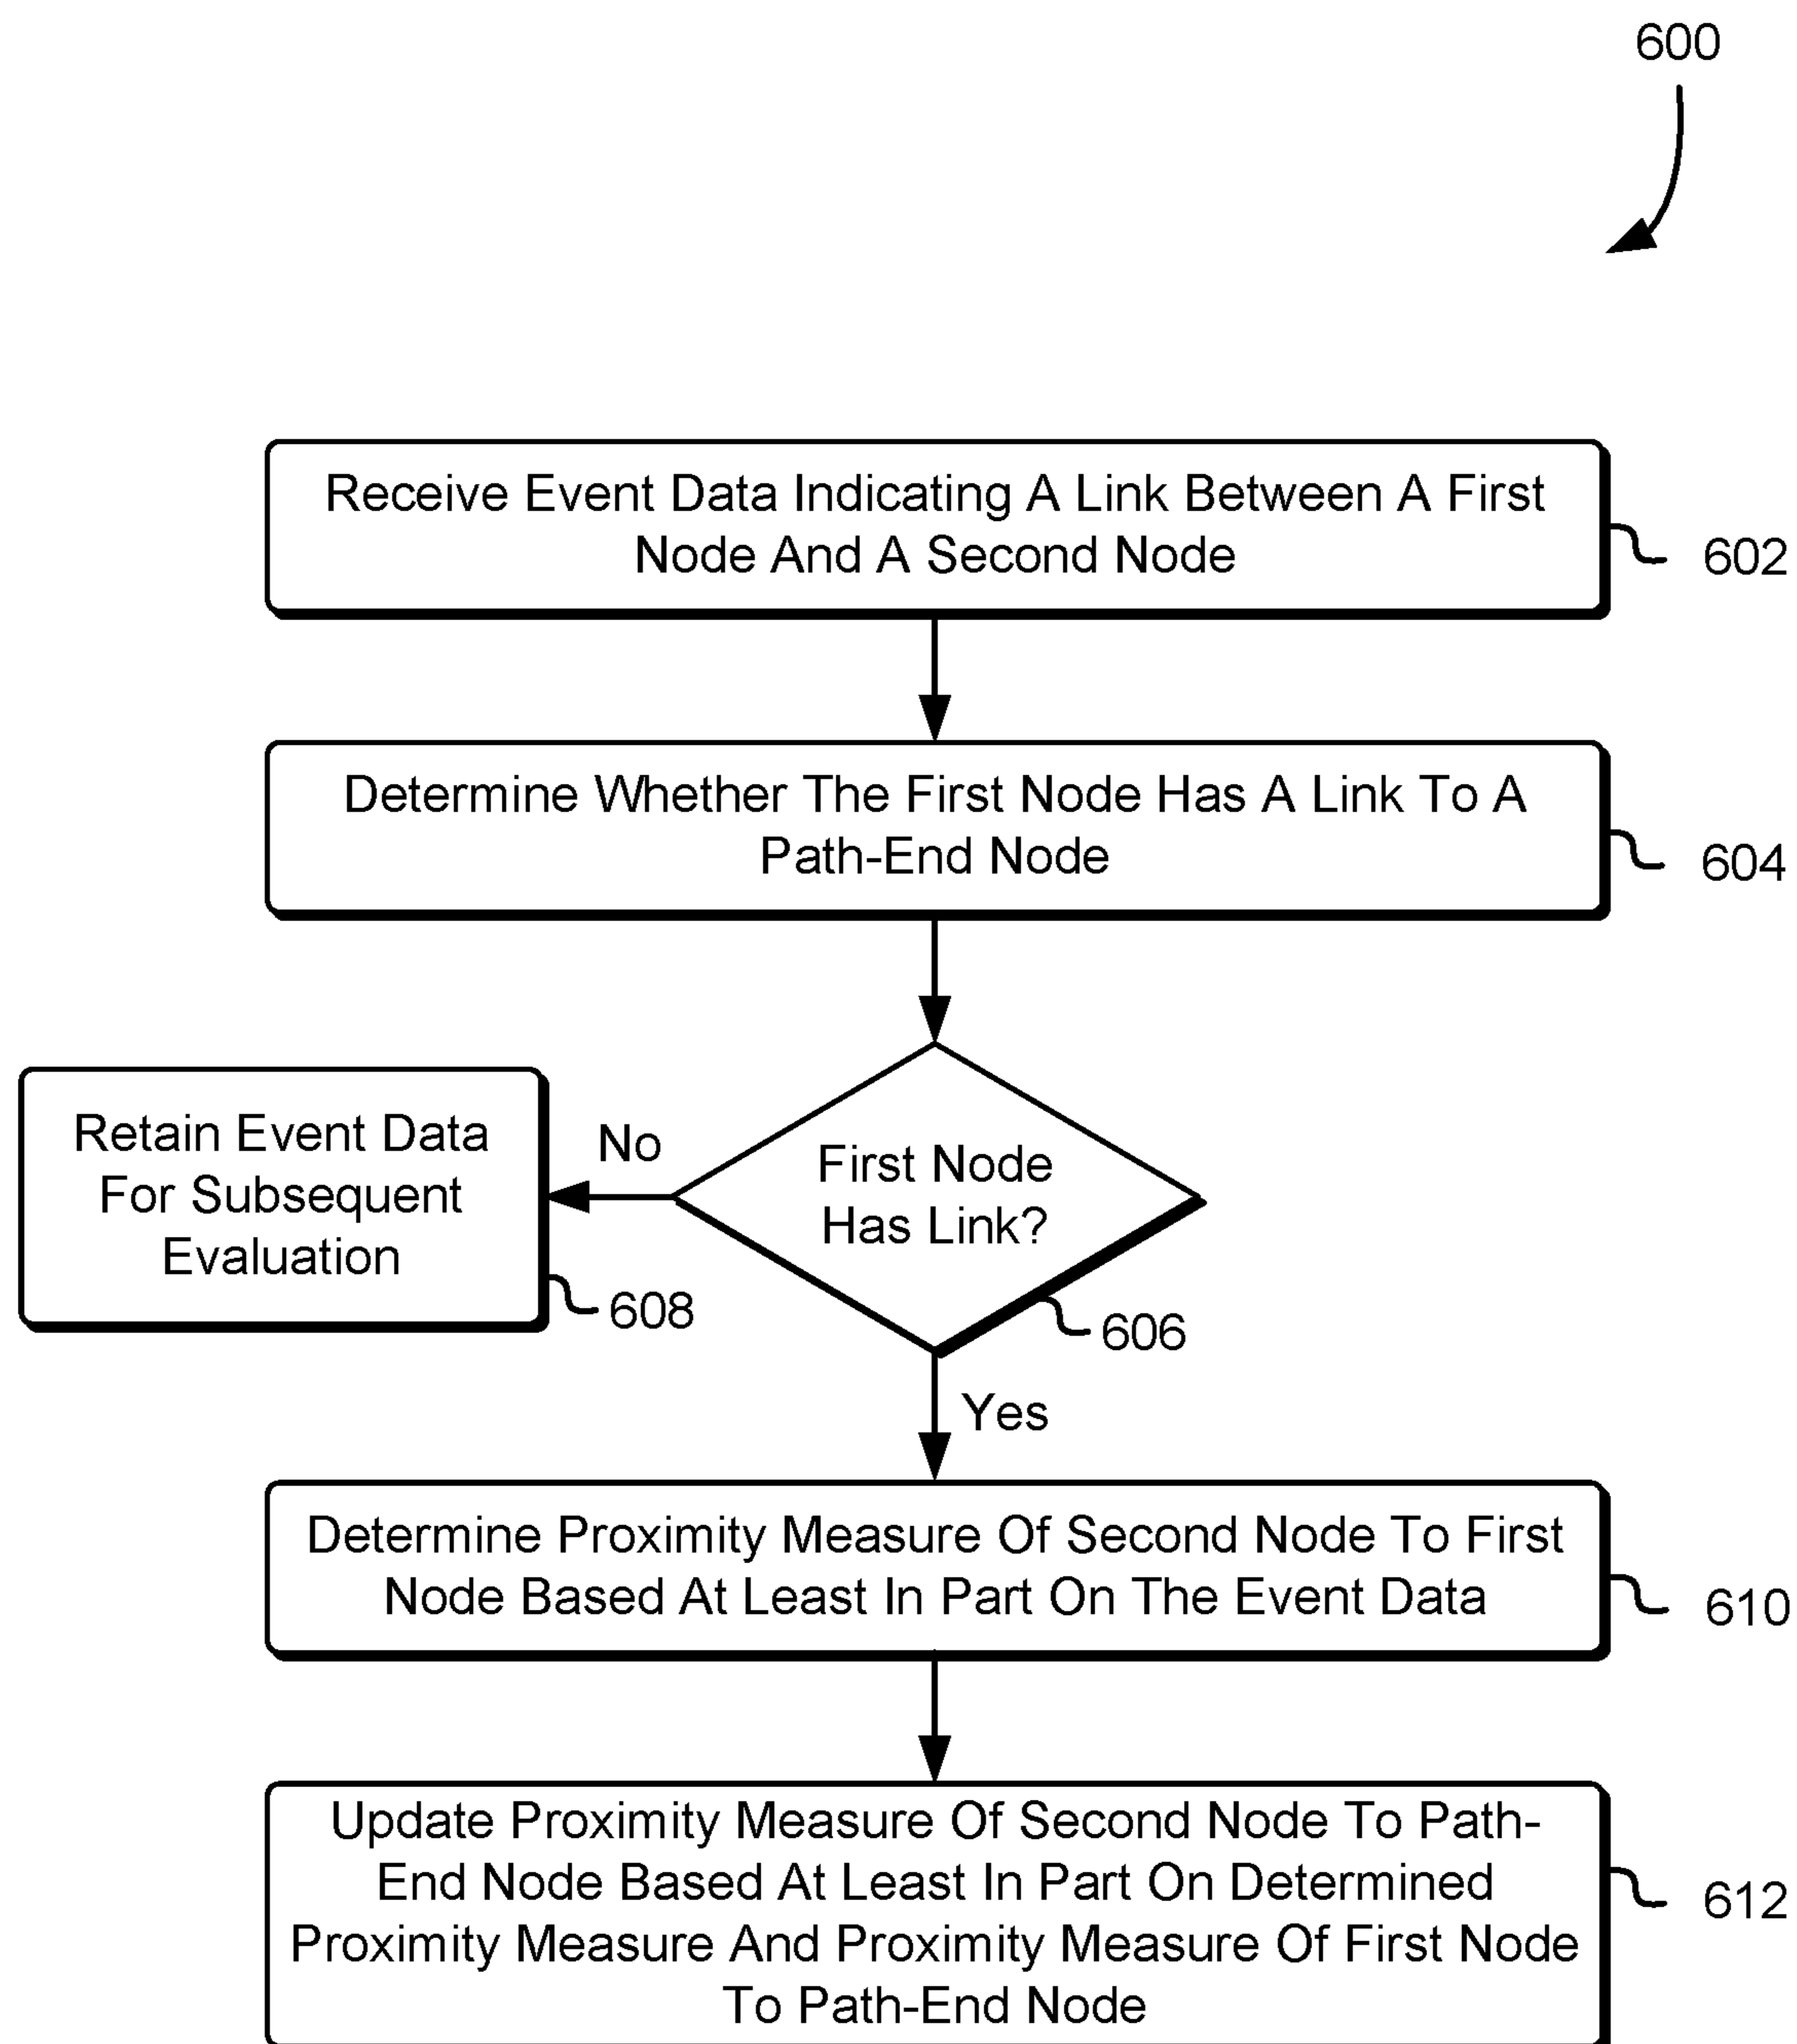 600
Receive Event Data Indicating A Link Between A First
Node And A Second Node
602
Determine Whether The First Node Has A Link To A
Path-End Node
604
Retain Event Data
For Subsequent
Evaluation
608
No
First Node
Has Link?
606
Yes
Determine Proximity Measure Of Second Node To First
Node Based At Least In Part On The Event Data
610
Update Proximity Measure Of Second Node To Path-
End Node Based At Least In Part On Determined
Proximity Measure And Proximity Measure Of First Node
To Path-End Node
612